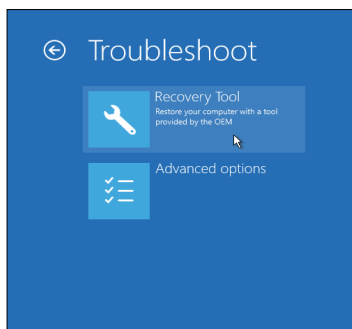 Troubleshoot
Recovery Tool
Restore your computer with a tool
provided by the OEM
Advanced options